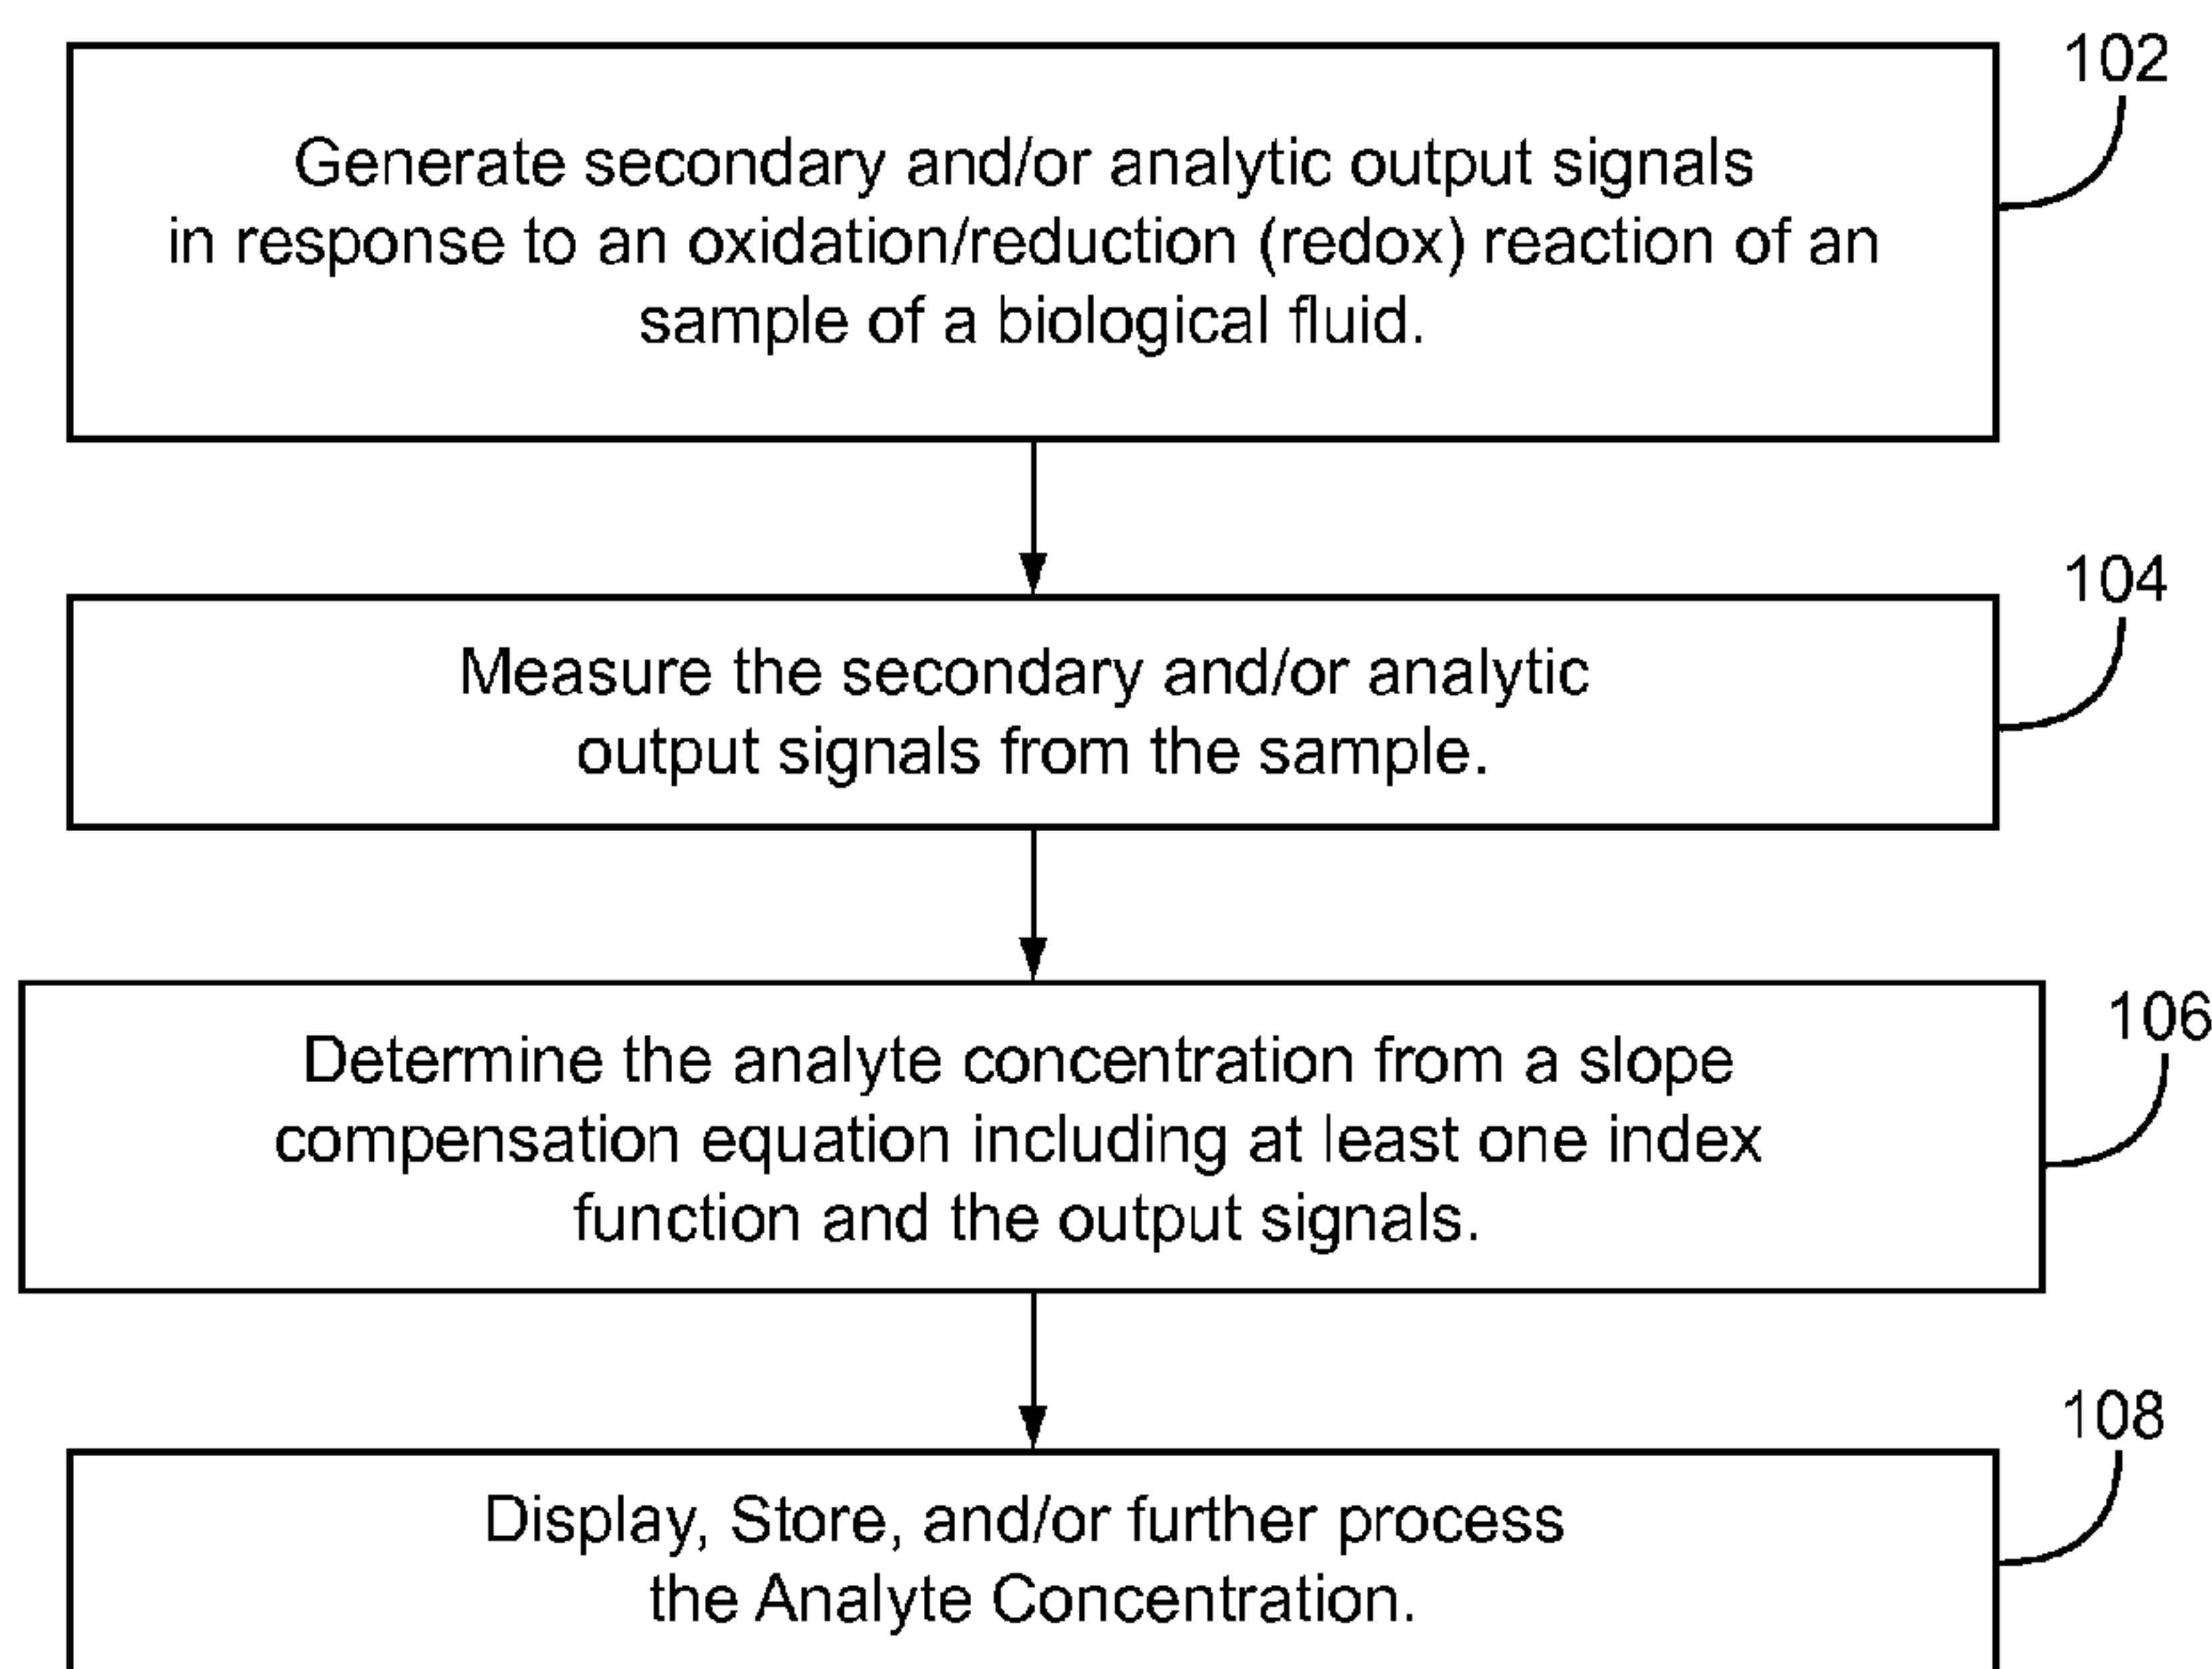 102
Generate secondary and/or analytic output signals
in response to an oxidation/reduction (redox) reaction of an
sample of a biological fluid.
104
Measure the secondary and/or analytic
output signals from the sample.
106
Determine the analyte concentration from a slope
compensation equation including at least one index
function and the output signals.
108
Display, Store, and/or further process
the Analyte Concentration.